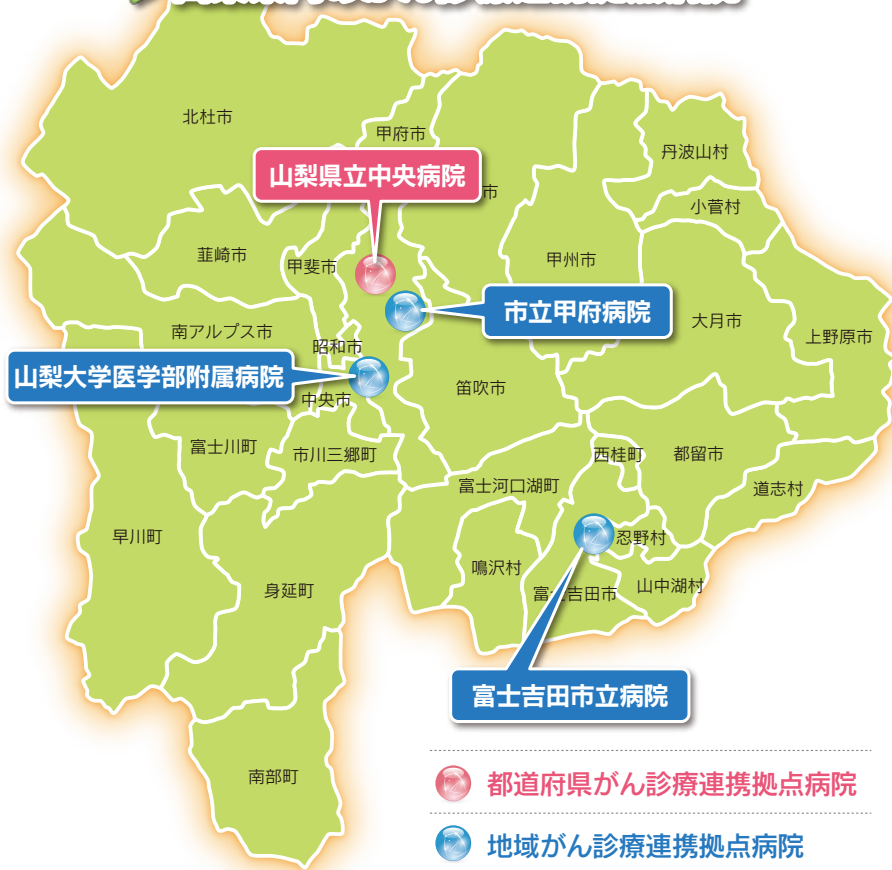 北杜市
甲府市
丹波山村
山梨県立中央病院
市
小菅村
韮崎市
甲斐市
甲州市
市立甲府病院
大月市
南アルプス市
上野原市
昭和市
山梨大学医学部附属病院
笛吹市
中央市
富士川町
市川三郷町
西桂町
都留市
富士河口湖町
道志村
早川町
忍野村
鳴沢村
身延町
富士吉田市
山中湖村
富士吉田市立病院
南部町
都道府県がん診療連携拠点病院
地域がん診療連携拠点病院